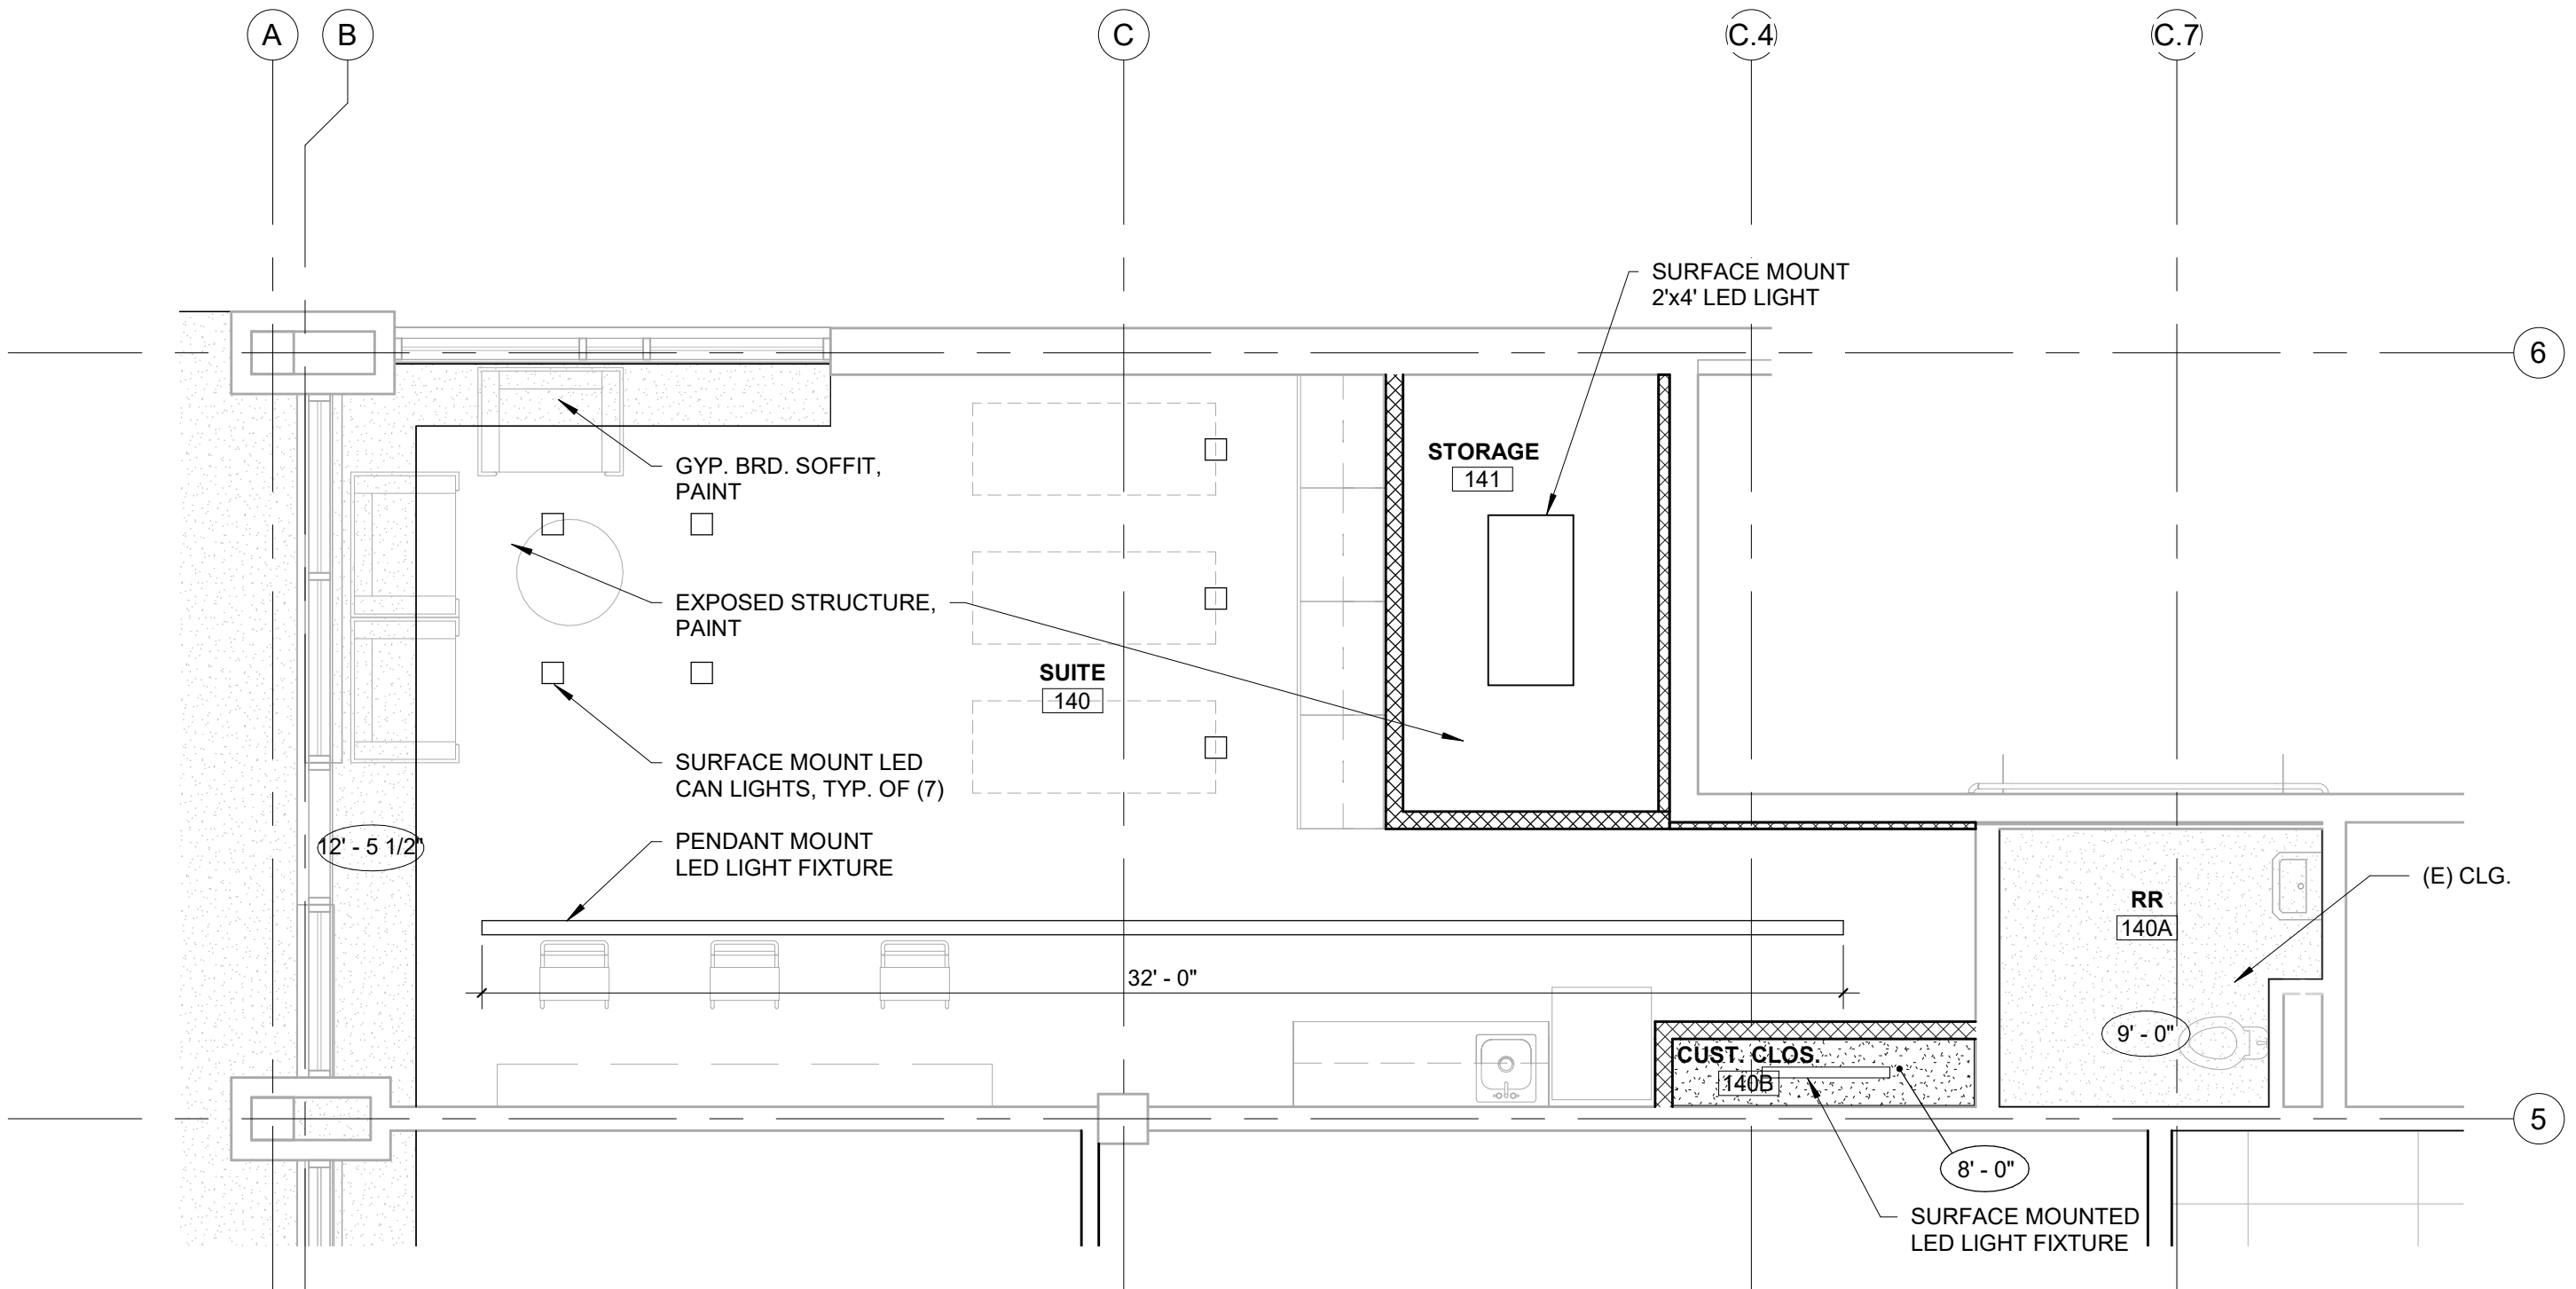 A
B
C
C.4
C.7
SURFACE MOUNT
2'x4' LED LIGHT
6
STORAGE
141
GYP. BRD. SOFFIT,
PAINT
EXPOSED STRUCTURE,
PAINT
SUITE
140
SURFACE MOUNT LED
CAN LIGHTS, TYP. OF (7)
12' - 5 1/2"
PENDANT MOUNT
LED LIGHT FIXTURE
(E) CLG.
RR
140A
32' - 0"
9' - 0"
CUST. CLOS.
140B
5
8' - 0"
SURFACE MOUNTED
LED LIGHT FIXTURE